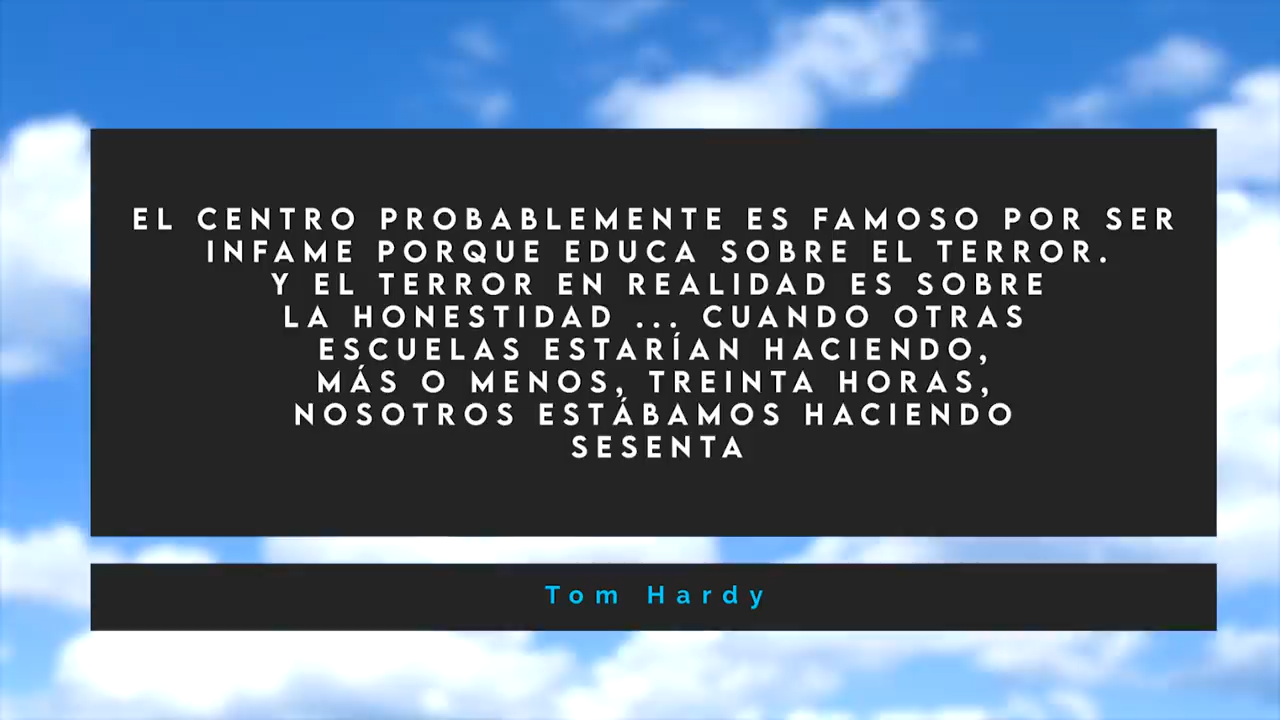 EL CENTRO PROBABLEMENTE ES FAMOSO POR SER
INFAME PORQUE EDUCA SOBRE EL TERROR.
Y EL TERROR EN REALIDAD ES SOBRE
LA HONESTIDAD ... CUANDO OTRAS
ESCUELAS ESTARÍAN HACIENDO,
MÁS O MENOS, TREINTA HORAS,
NOSOTROS ESTÁBAMOS HACIENDO
SESENTA
Tom Hardy